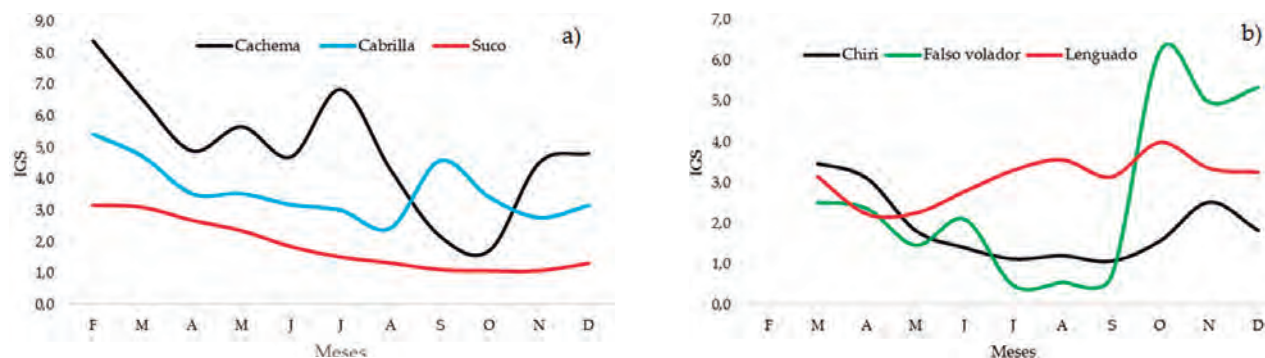 9,0
8,0
7,0
6,0
5,0
4,0
3,0
2,0
1,0
0,0
IGS
Cachema Cabrilla Suco
a)
F M A M J J A S O N D
Meses
7,0
6,0
5,0
4,0
3,0
2,0
1,0
0,0
IGS
Chiri Falso volador Lenguado
b)
F M A M J J A S O N D
Meses